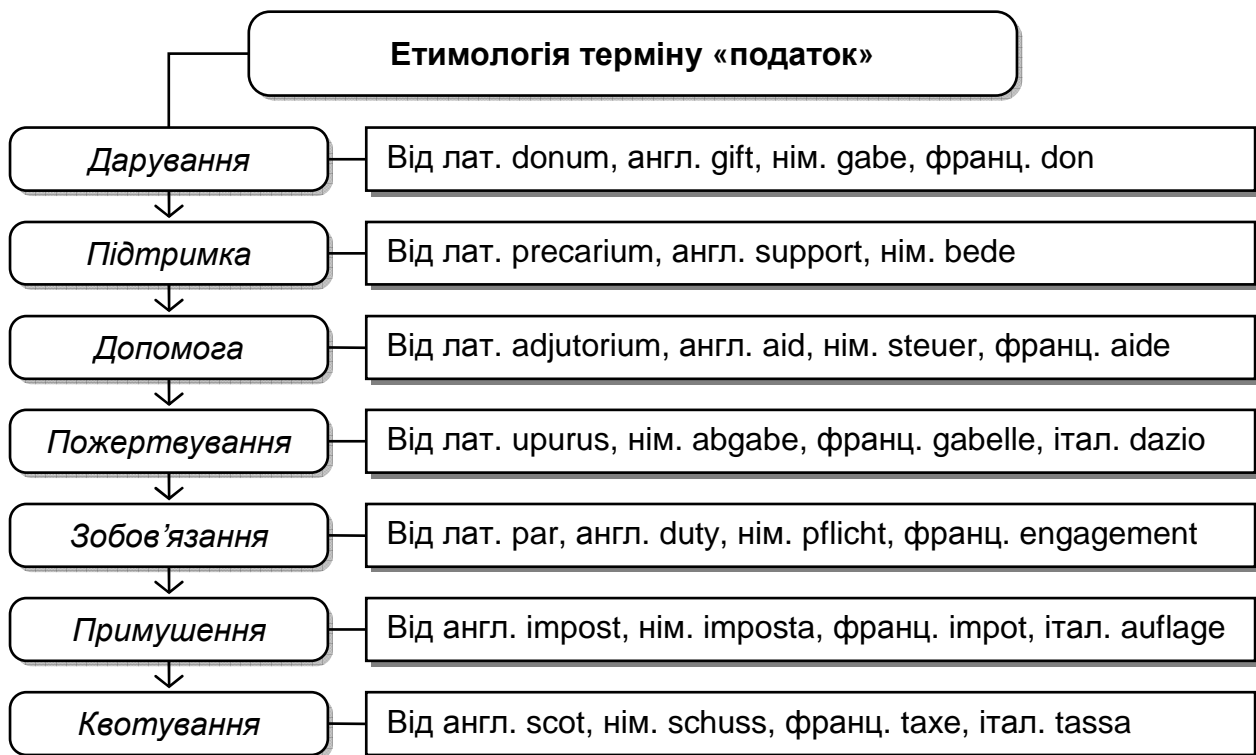 Етимологія терміну «податок»
Дарування
Від лат. donum, англ. gift, нім. gabe, франц. don
Підтримка
Від лат. precarium, англ. support, нім. bede
Допомога
Від лат. adjutorium, англ. aid, нім. steuer, франц. aide
Пожертвування
Від лат. upurus, нім. abgabe, франц. gabelle, італ. dazio
Зобов’язання
Від лат. par, англ. duty, нім. pflicht, франц. engagement
Примушення
Від англ. impost, нім. imposta, франц. impot, італ. auflage
Квотування
Від англ. scot, нім. schuss, франц. taxe, італ. tassa